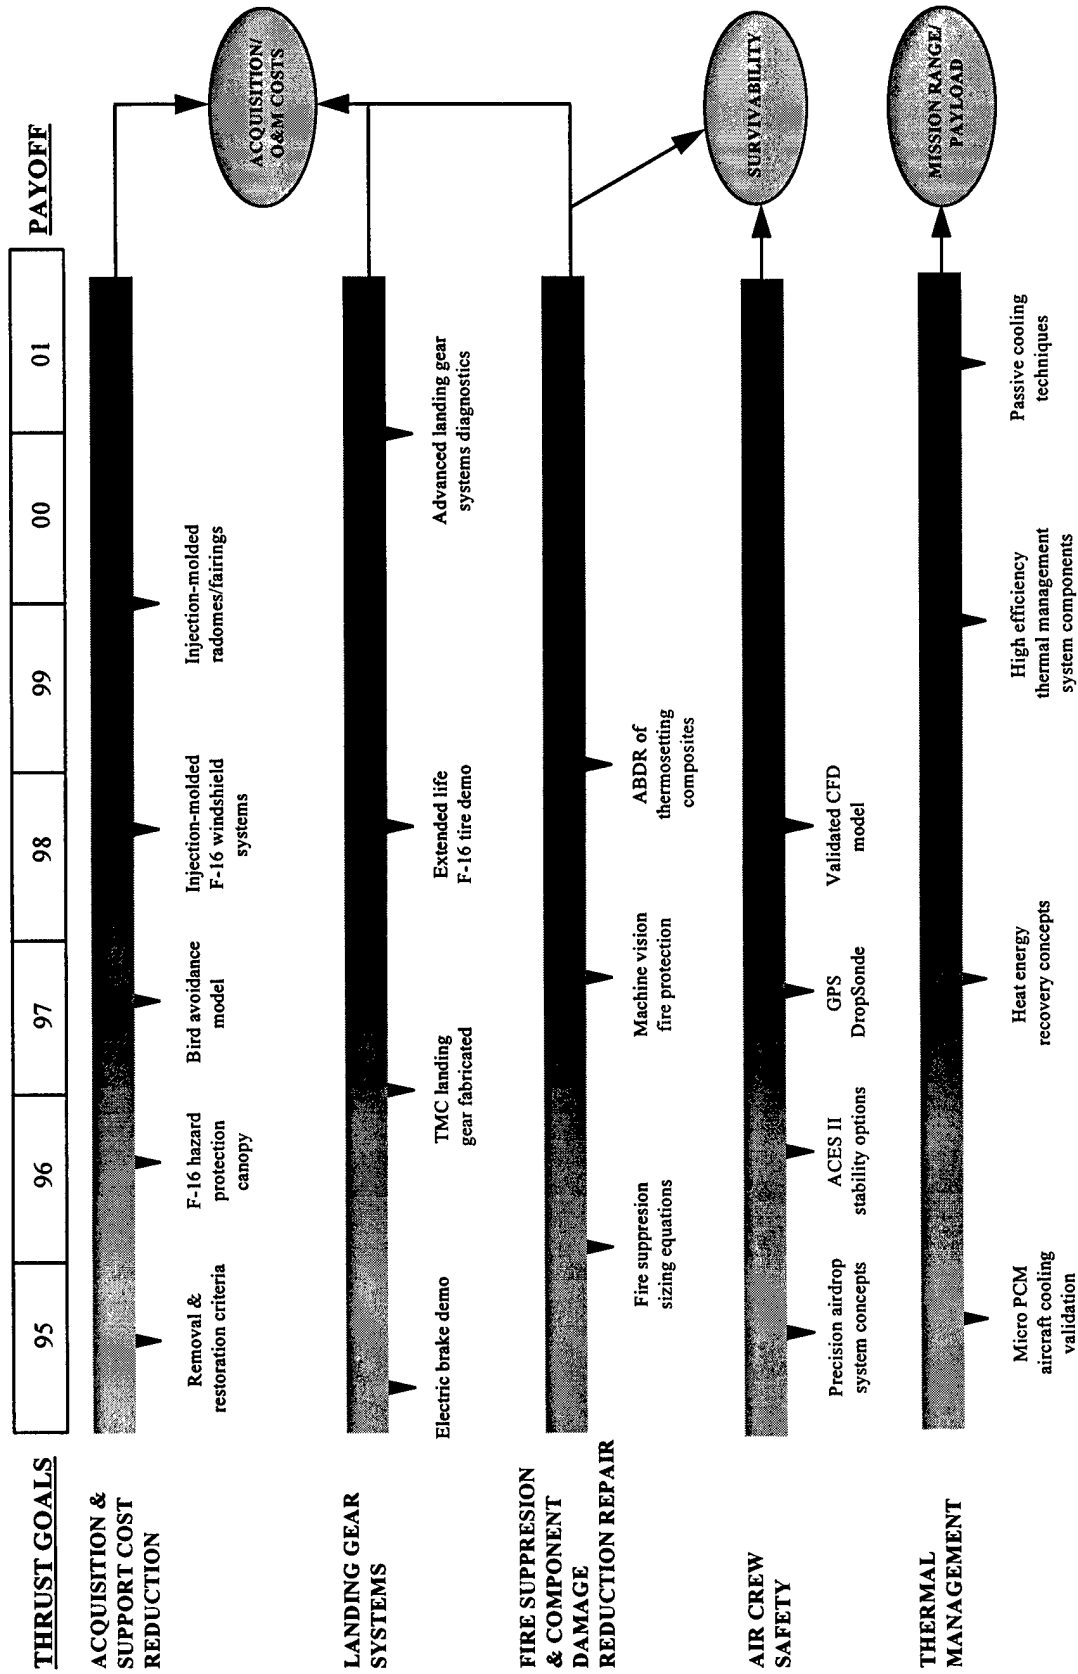 THRUST GOALS
95
96
97
98
99
00
01
PAYOFF
ACQUISITION &
SUPPORT COST
REDUCTION
Removal &
restoration criteria
F-16 hazard
protection
canopy
Bird avoidance
model
Injection-molded
F-16 windshield
systems
Injection-molded
radomes/fairings
ACQUISITION/
O&M COSTS
LANDING GEAR
SYSTEMS
Electric brake demo
TMC landing
gear fabricated
Extended life
F-16 tire demo
Advanced landing gear
systems diagnostics
FIRE SUPPRESION
& COMPONENT
DAMAGE
REDUCTION REPAIR
Fire suppresion
sizing equations
Machine vision
fire protection
ABDR of
thermosetting
composites
AIR CREW
SAFETY
Precision airdrop
system concepts
ACES II
stability options
GPS
DropSonde
Validated CFD
model
SURVIVABILITY
THERMAL
MANAGEMENT
Micro PCM
aircraft cooling
validation
Heat energy
recovery concepts
High efficiency
thermal management
system components
Passive cooling
techniques
MISSION RANGE/
PAYLOAD